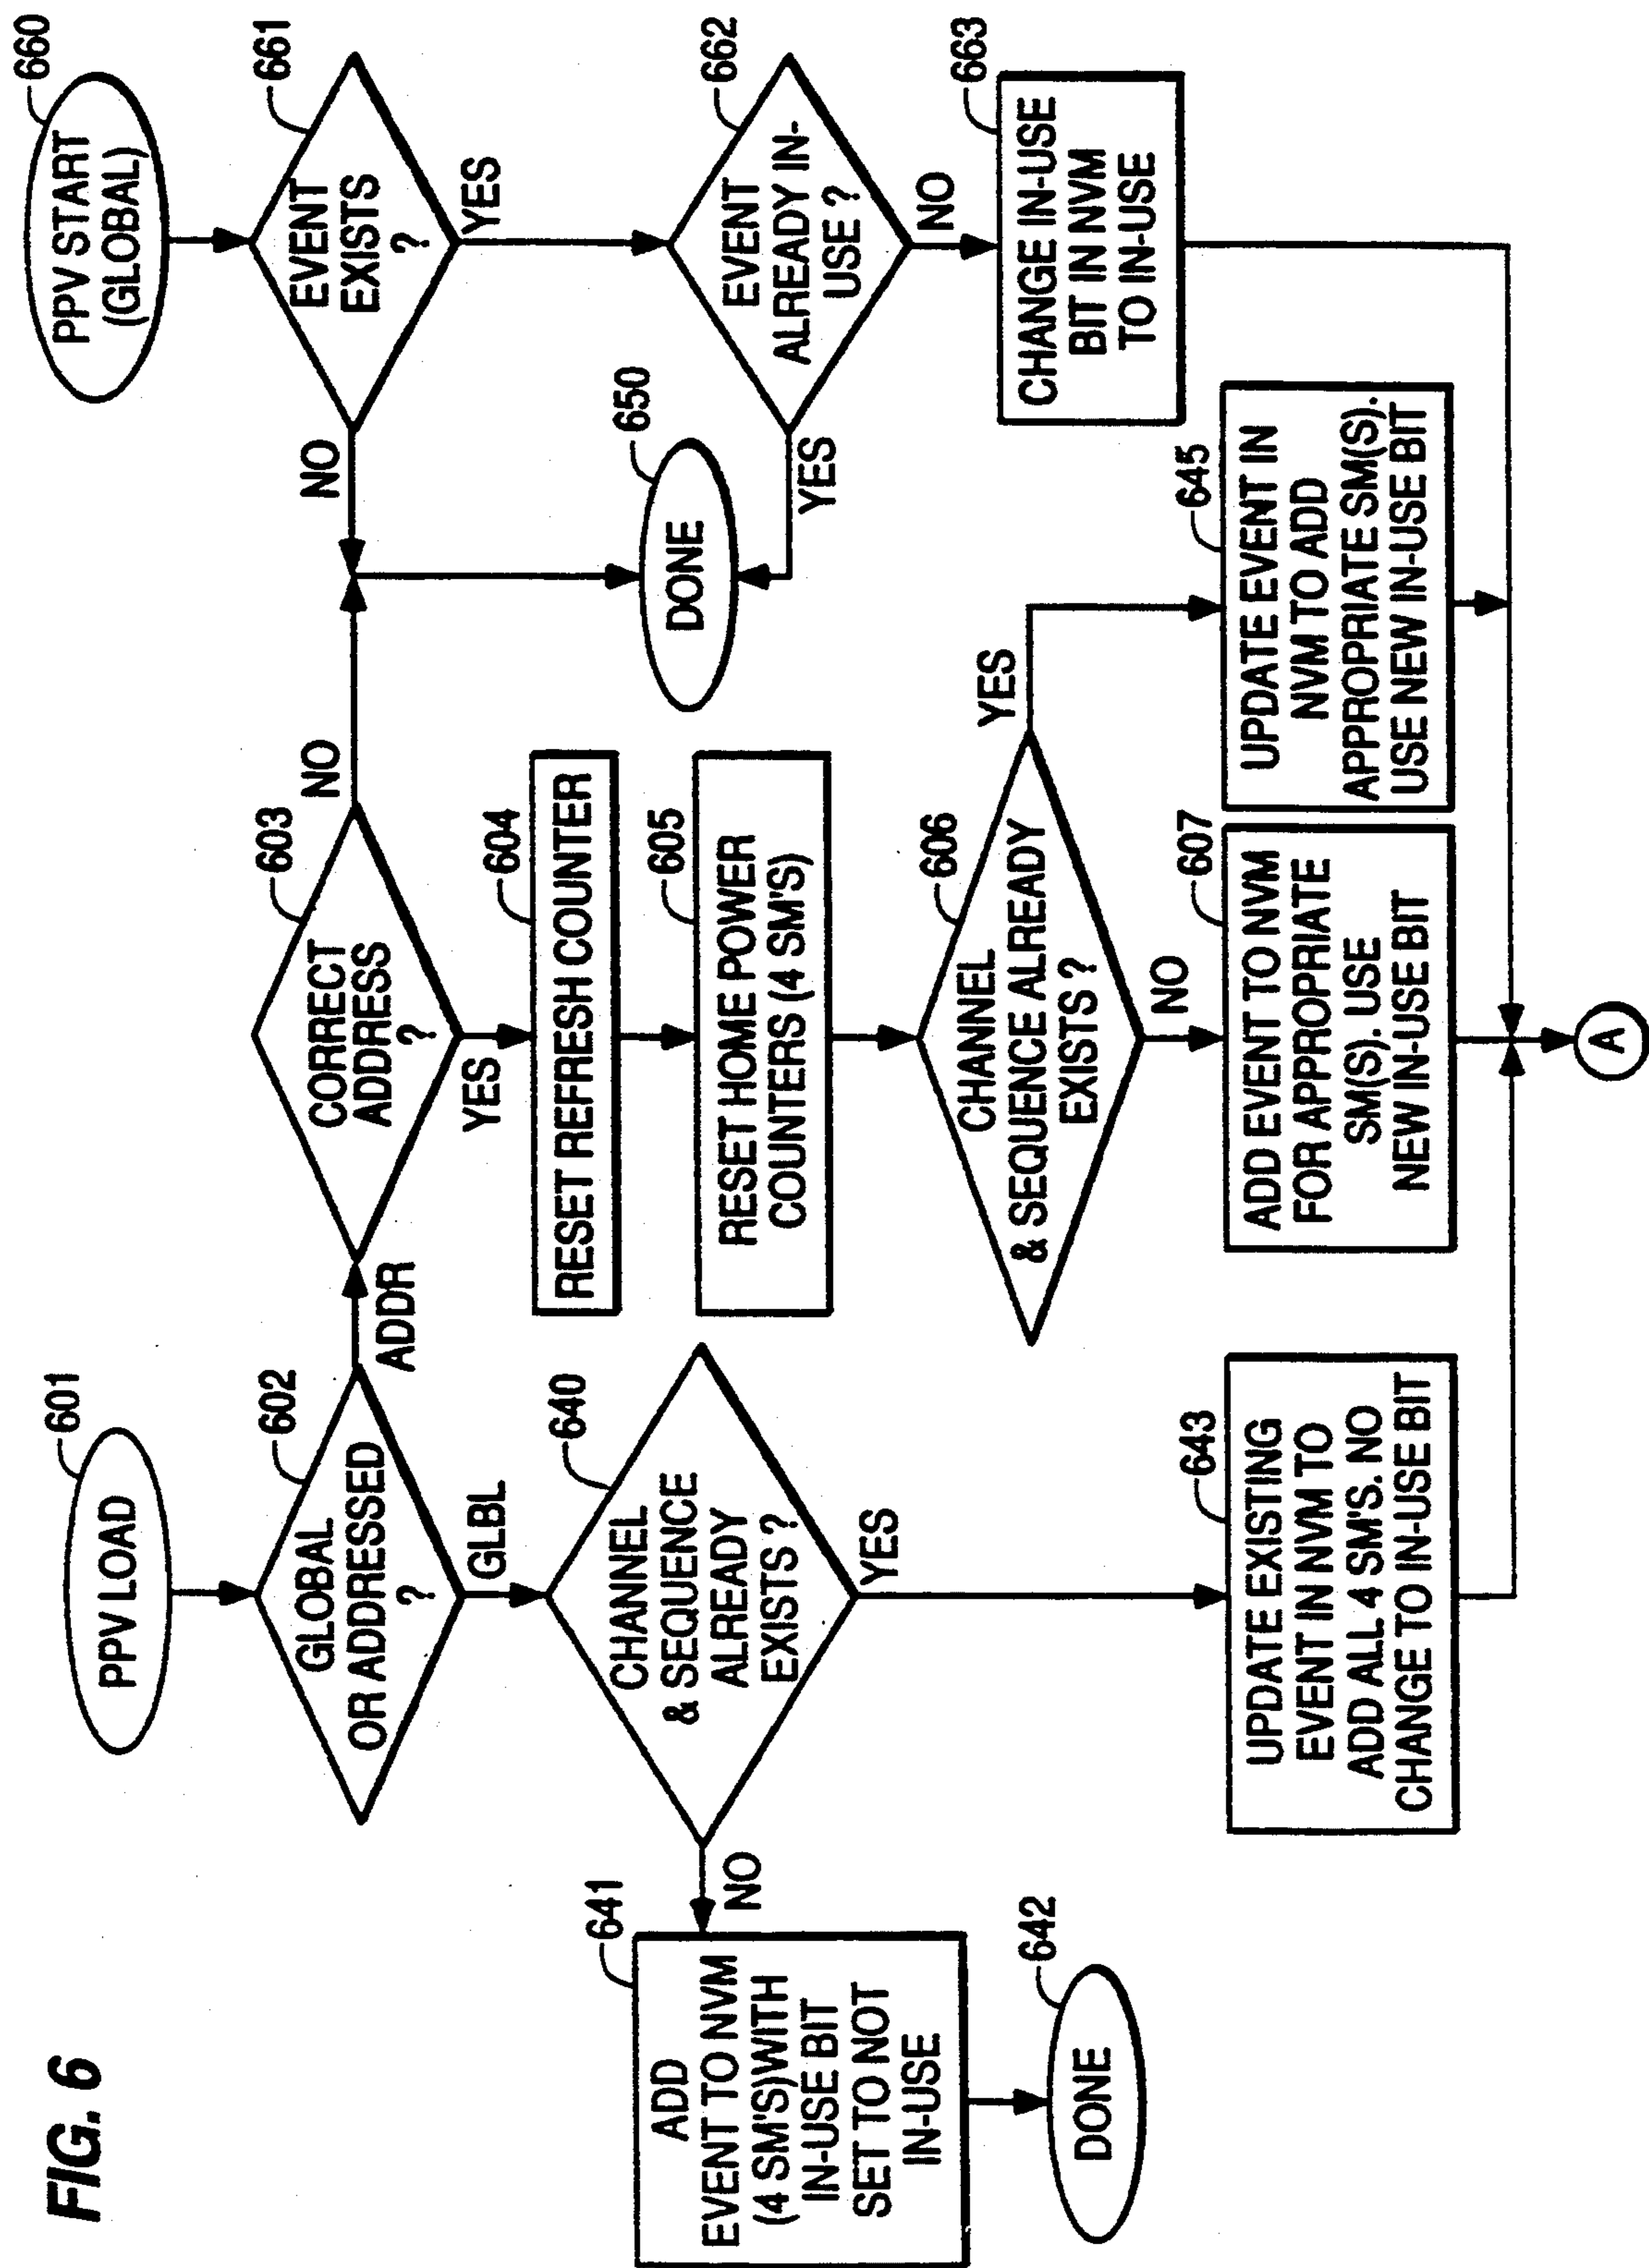 FIG. 6
601
PPV LOAD
602
GLOBAL
OR ADDRESSED
?
ADDR
GLBL
603
CORRECT
ADDRESS
?
NO
YES
660
PPV START
(GLOBAL)
661
EVENT
EXISTS
?
NO
YES
640
CHANNEL
& SEQUENCE
ALREADY
EXISTS ?
NO
YES
604
RESET REFRESH COUNTER
605
RESET HOME POWER
COUNTERS (4 SM'S)
650
DONE
662
EVENT
ALREADY IN-
USE ?
YES
NO
641
ADD
EVENT TO NVM
(4 SM'S)WITH
IN-USE BIT
SET TO NOT
IN-USE
642
DONE
606
CHANNEL
& SEQUENCE ALREADY
EXISTS ?
YES
NO
663
CHANGE IN-USE
BIT IN NVM
TO IN-USE
643
UPDATE EXISTING
EVENT IN NVM TO
ADD ALL 4 SM'S. NO
CHANGE TO IN-USE BIT
607
ADD EVENT TO NVM
FOR APPROPRIATE
SM(S). USE
NEW IN-USE BIT
645
UPDATE EVENT IN
NVM TO ADD
APPROPRIATE SM(S).
USE NEW IN-USE BIT
A